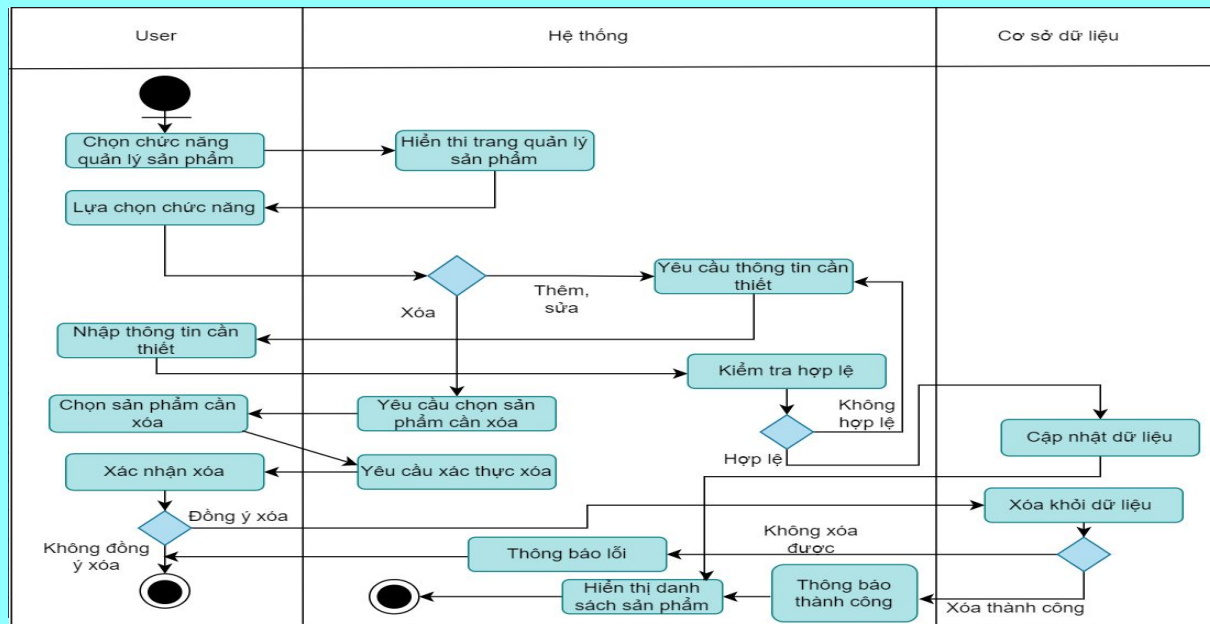 User
Hệ thống
Cơ sở dữ liệu
Chọn chức năng
quản lý sản phẩm
Hiển thi trang quản lý
sản phẩm
Lựa chọn chức năng
Yêu cầu thông tin cần
thiết
Thêm,
sửa
Xóa
Nhập thông tin cần
thiết
Kiểm tra hợp lệ
Chọn sản phẩm cần
xóa
Yêu cầu chọn sản
phẩm cần xóa
Không
hợp lệ
Hợp lệ
Cập nhật dữ liệu
Xác nhận xóa
Yêu cầu xác thực xóa
Đồng ý xóa
Xóa khỏi dữ liệu
Không đồng
ý xóa
Thông báo lỗi
Không xóa
được
Hiển thị danh
sách sản phẩm
Thông báo
thành công
Xóa thành công